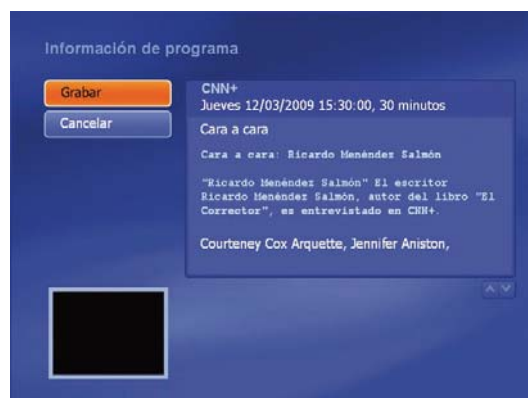 Información de programa
Grabar
Cancelar
CNN+
Jueves 12/03/2009 15:30:00, 30 minutos
Cara a cara
Cara a cara: Ricardo Menéndez Salmón
"Ricardo Menéndez Salmón" El escritor
Ricardo Menéndez Salmón, autor del libro "El
Corrector", es entrevistado en CNN+.
Courteney Cox Arquette, Jennifer Aniston,